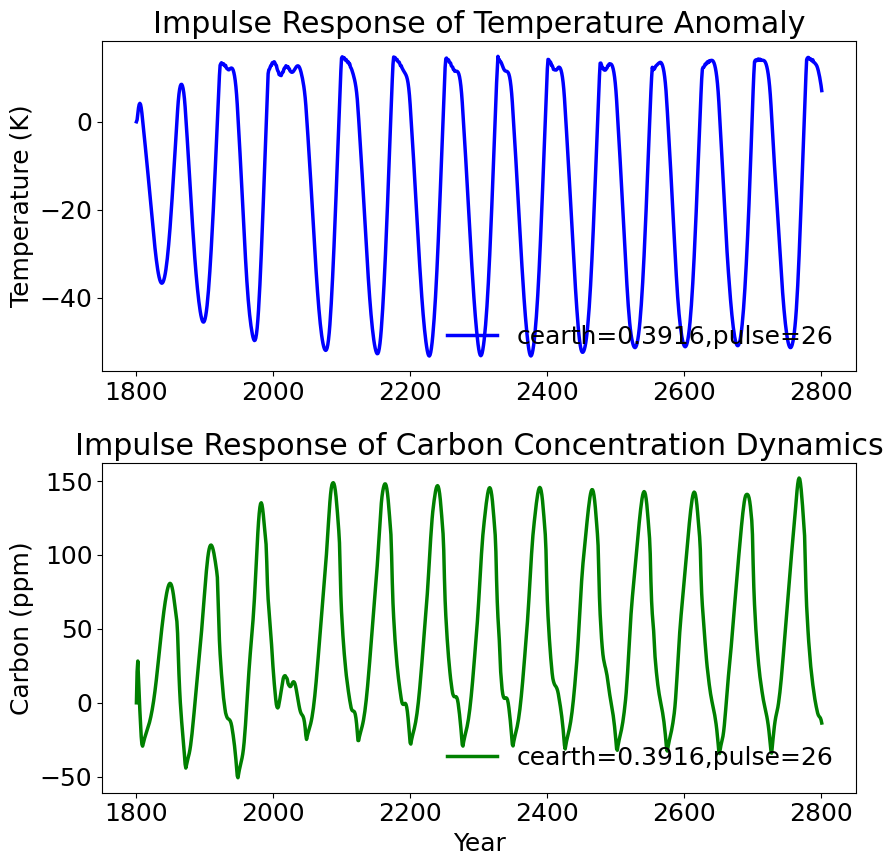 Impulse Response of Temperature Anomaly
Temperature (K)
0
−20
−40
cearth=0.3916,pulse=26
1800 2000 2200 2400 2600 2800
Impulse Response of Carbon Concentration Dynamics
Carbon (ppm)
150
100
50
0
−50
cearth=0.3916,pulse=26
1800 2000 2200 2400 2600 2800
Year